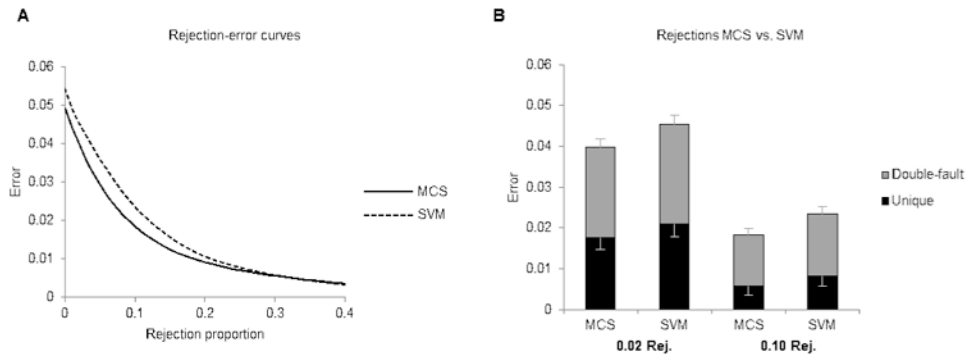 A
Rejection-error curves
0.06
0.05
0.04
0.03
0.02
0.01
0
Error
0 0.1 0.2 0.3 0.4
Rejection proportion
MCS
SVM
B
Rejections MCS vs. SVM
0.06
0.05
0.04
0.03
0.02
0.01
0
Error
MCS SVM MCS SVM
0.02 Rej. 0.10 Rej.
Double-fault
Unique